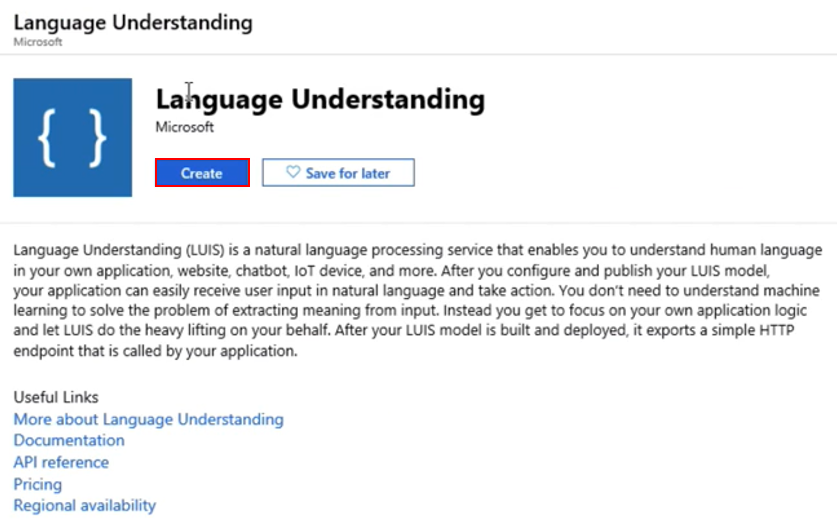 Language Understanding
Microsoft
{ }
Language Understanding
Microsoft
Create
Save for later
Language Understanding (LUIS) is a natural language processing service that enables you to understand human language
in your own application, website, chatbot, IoT device, and more. After you configure and publish your LUIS model,
your application can easily receive user input in natural language and take action. You don't need to understand machine
learning to solve the problem of extracting meaning from input. Instead you get to focus on your own application logic
and let LUIS do the heavy lifting on your behalf. After your LUIS model is built and deployed, it exports a simple HTTP
endpoint that is called by your application.
Useful Links
More about Language Understanding
Documentation
API reference
Pricing
Regional availability